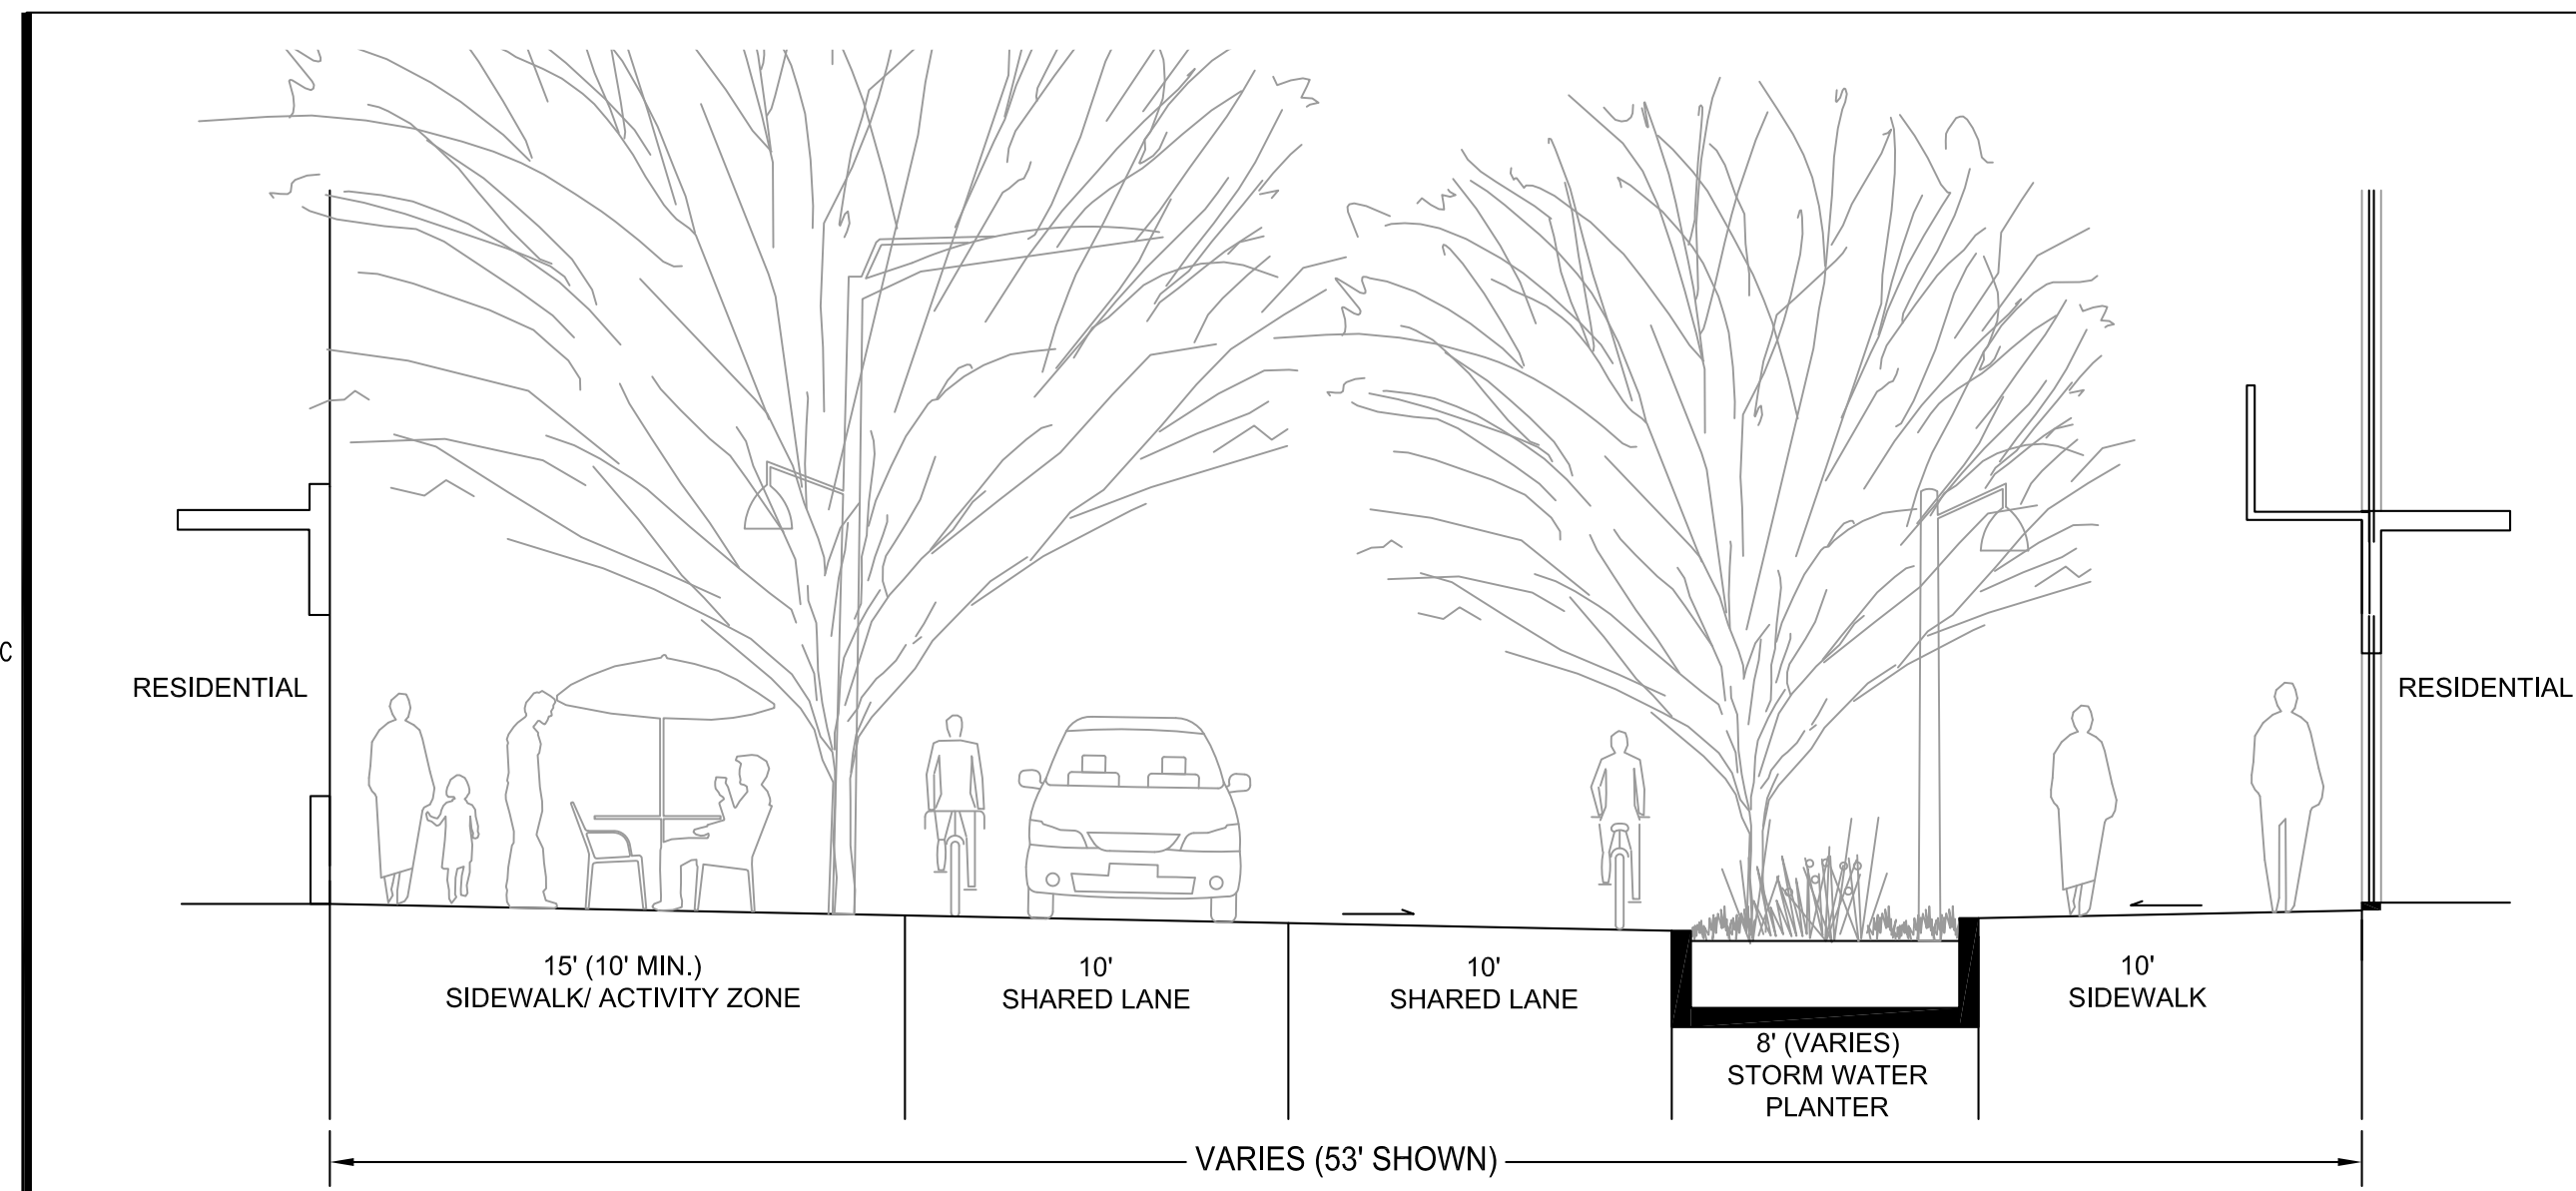 C
RESIDENTIAL
RESIDENTIAL
15' (10' MIN.)
SIDEWALK/ ACTIVITY ZONE
10'
SHARED LANE
10'
SHARED LANE
8' (VARIES)
STORM WATER
PLANTER
10'
SIDEWALK
VARIES (53' SHOWN)